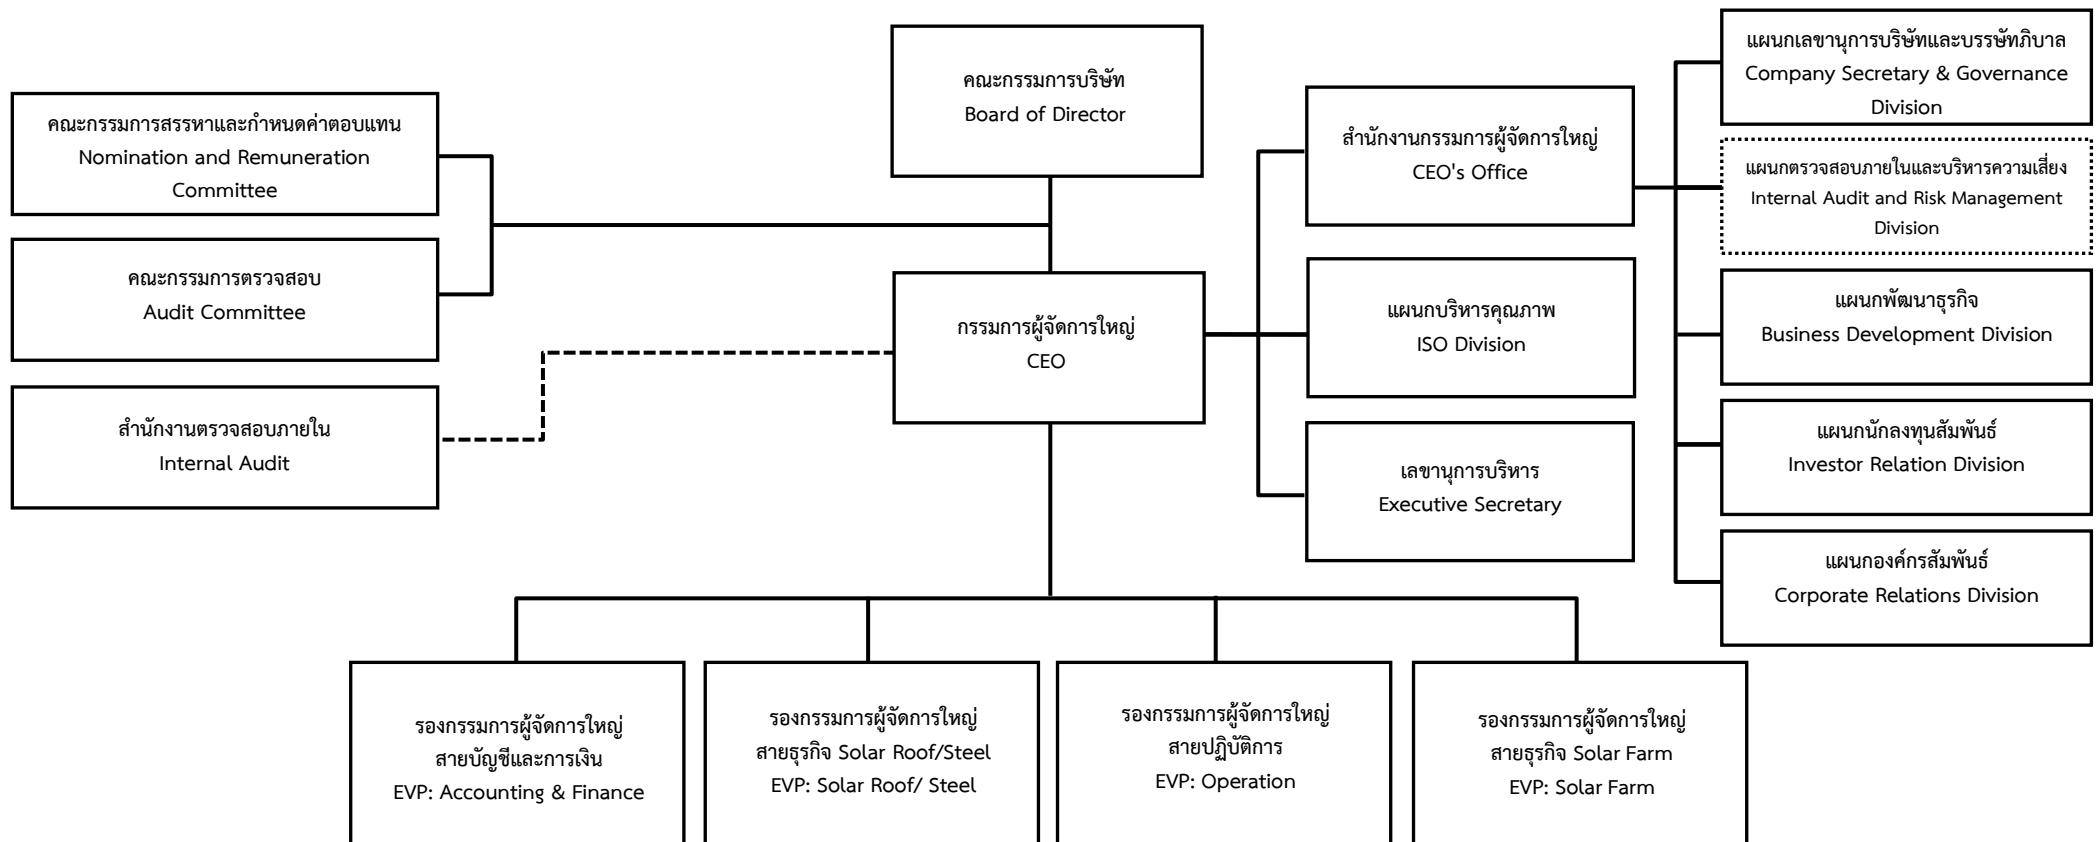 คณะกรรมการบริษัท
Board of Director
คณะกรรมการสรรหาและกำหนดค่าตอบแทน
Nomination and Remuneration
Committee
คณะกรรมการตรวจสอบ
Audit Committee
สำนักงานตรวจสอบภายใน
Internal Audit
กรรมการผู้จัดการใหญ่
CEO
สำนักงานกรรมการผู้จัดการใหญ่
CEO's Office
แผนกบริหารคุณภาพ
ISO Division
เลขานุการบริหาร
Executive Secretary
แผนกเลขานุการบริษัทและบรรษัทภิบาล
Company Secretary & Governance
Division
แผนกตรวจสอบภายในและบริหารความเสี่ยง
Internal Audit and Risk Management
Division
แผนกพัฒนาธุรกิจ
Business Development Division
แผนกนักลงทุนสัมพันธ์
Investor Relation Division
แผนกองค์กรสัมพันธ์
Corporate Relations Division
รองกรรมการผู้จัดการใหญ่
สายบัญชีและการเงิน
EVP: Accounting & Finance
รองกรรมการผู้จัดการใหญ่
สายธุรกิจ Solar Roof/Steel
EVP: Solar Roof/ Steel
รองกรรมการผู้จัดการใหญ่
สายปฏิบัติการ
EVP: Operation
รองกรรมการผู้จัดการใหญ่
สายธุรกิจ Solar Farm
EVP: Solar Farm